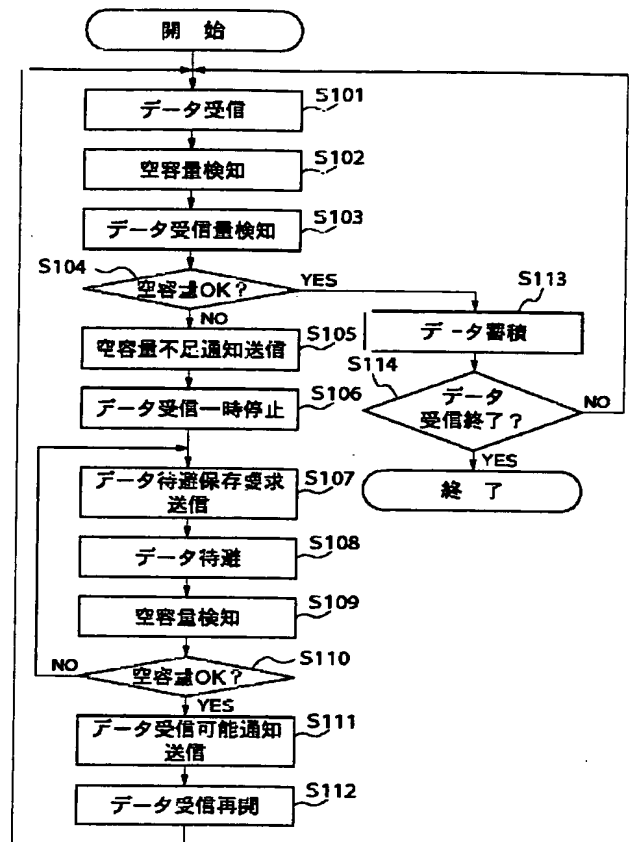 開 始
S101
データ受信
S102
空容量検知
S103
データ受信量検知
S104
空容量OK?
YES
NO
S113
データ蓄積
S105
空容量不足通知送信
S114
データ
受信終了?
NO
YES
S106
データ受信一時停止
終 了
S107
データ待避保存要求
送信
S108
データ待避
S109
空容量検知
S110
NO
空容量OK?
YES
S111
データ受信可能通知
送信
S112
データ受信再開